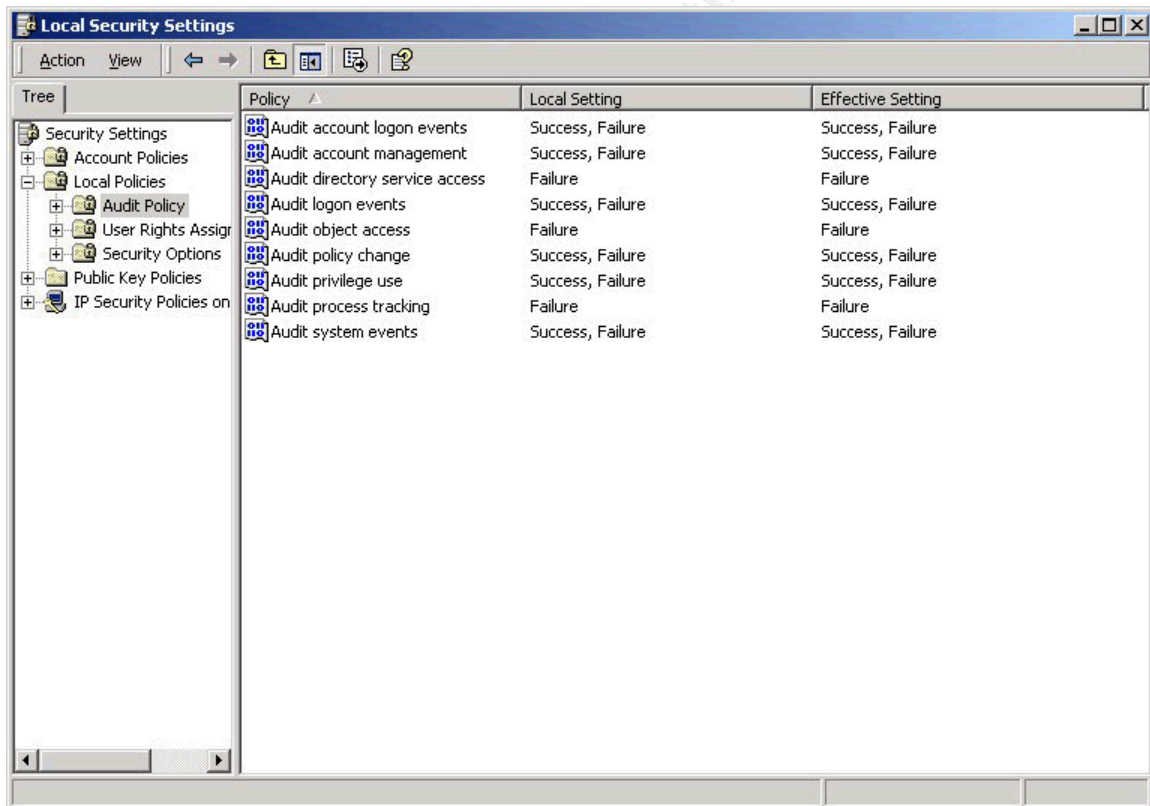 Local Security Settings
Action View
Tree
Policy Local Setting Effective Setting
Security Settings
Account Policies
Local Policies
Audit Policy
User Rights Assigr
Security Options
Public Key Policies
IP Security Policies on
Audit account logon events Success, Failure Success, Failure
Audit account management Success, Failure Success, Failure
Audit directory service access Failure Failure
Audit logon events Success, Failure Success, Failure
Audit object access Failure Failure
Audit policy change Success, Failure Success, Failure
Audit privilege use Success, Failure Success, Failure
Audit process tracking Failure Failure
Audit system events Success, Failure Success, Failure